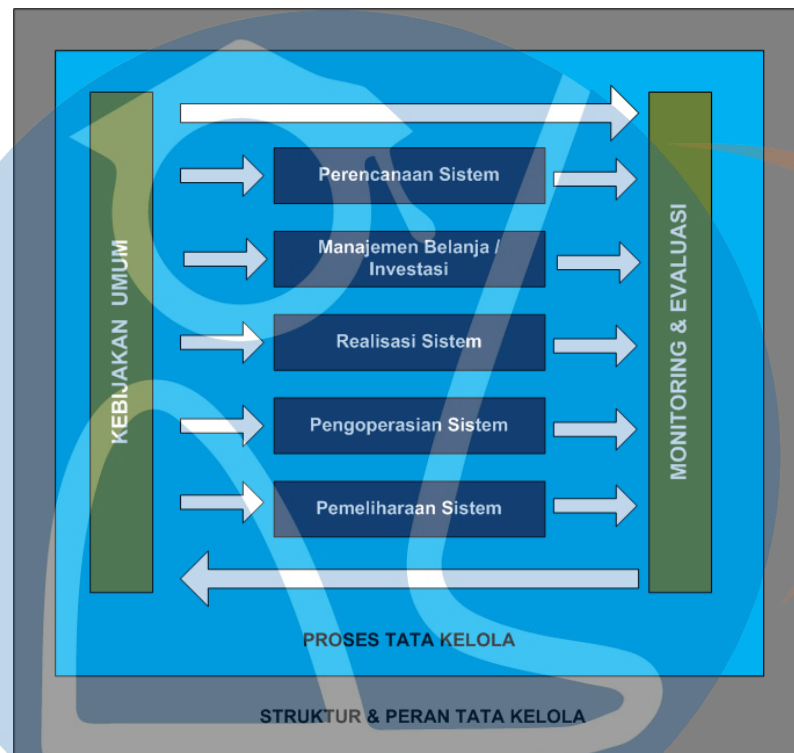 KEBIJAKAN UMUM
Perencanaan Sistem
Manajemen Belanja /
Investasi
Realisasi Sistem
Pengoperasian Sistem
Pemeliharaan Sistem
MONITORING & EVALUASI
PROSES TATA KELOLA
STRUKTUR & PERAN TATA KELOLA